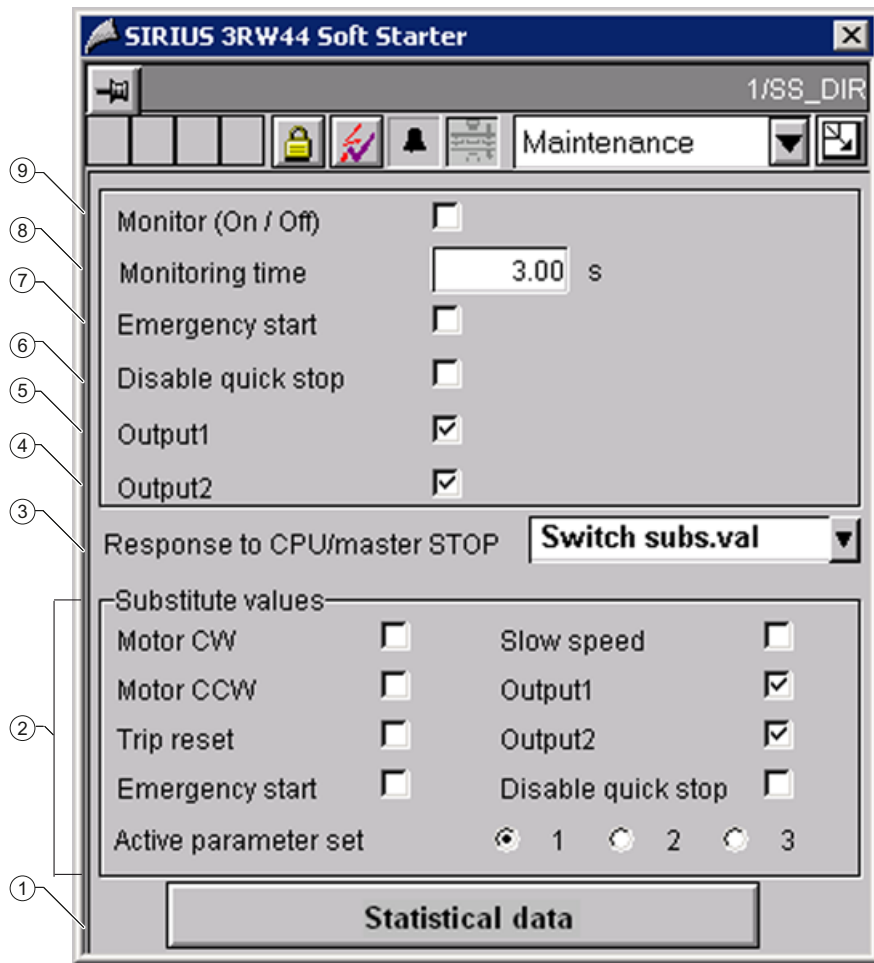 SIRIUS 3RW44 Soft Starter
1/SS_DIR
Maintenance
⑨ Monitor (On / Off)
⑧ Monitoring time 3.00 s
⑦ Emergency start
⑥ Disable quick stop
⑤ Output1
④ Output2
③ Response to CPU/master STOP Switch subs.val
② Substitute values
Motor CW Slow speed
Motor CCW Output1
Trip reset Output2
Emergency start Disable quick stop
Active parameter set 1 2 3
① Statistical data